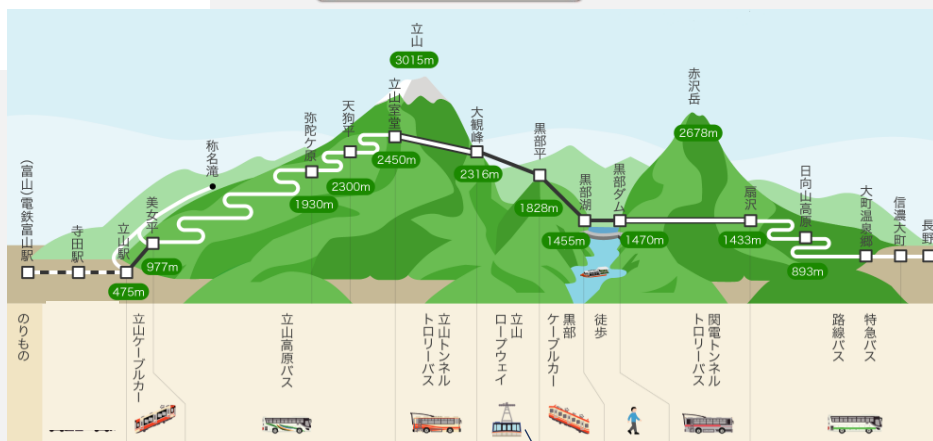 立山
3015m
赤沢岳
2678m
（富山）電鉄富山駅
寺田駅
立山駅
475m
美女平
977m
称名滝
弥陀ケ原
1930m
天狗平
2300m
立山室堂
2450m
大観峰
2316m
黒部平
1828m
黒部湖
1455m
黒部ダム
1470m
扇沢
1433m
日向山高原
893m
大町温泉郷
信濃大町
長野
のりもの
立山ケーブルカー
立山高原バス
立山トンネル
トロリーバス
立山
ロープウェイ
黒部
ケーブルカー
徒歩
関電トンネル
トロリーバス
特急バス
路線バス